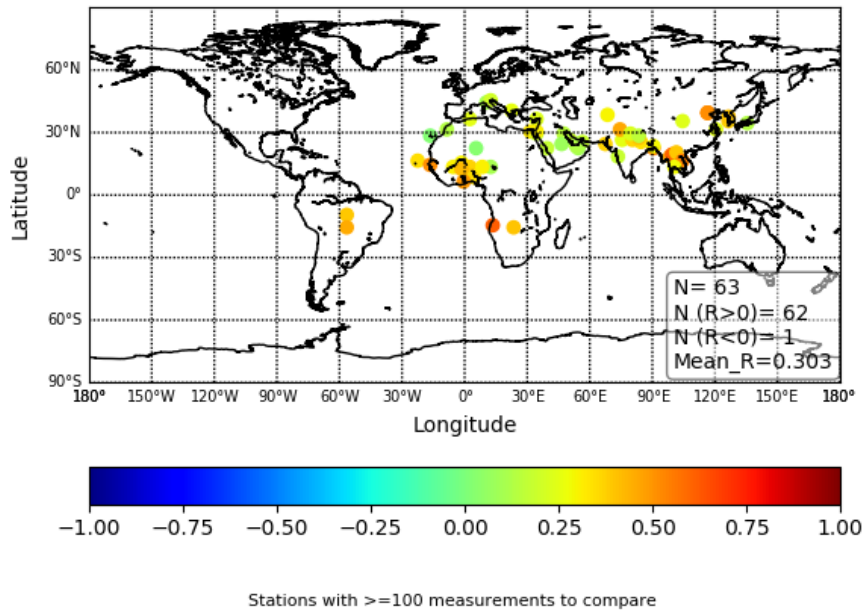 60°N
30°N
0°
30°S
60°S
90°S
Latitude
N= 63
N (R>0)= 62
N (R<0)= 1
Mean_R=0.303
180° 150°W 120°W 90°W 60°W 30°W 0° 30°E 60°E 90°E 120°E 150°E 180°
Longitude
−1.00 −0.75 −0.50 −0.25 0.00 0.25 0.50 0.75 1.00
Stations with >=100 measurements to compare